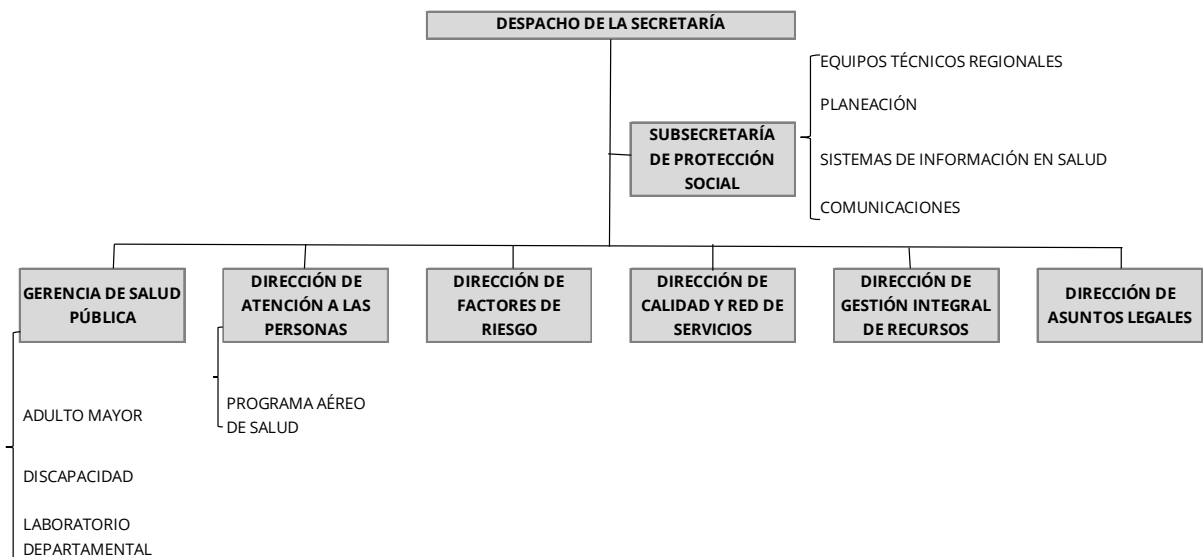 DESPACHO DE LA SECRETARÍA
EQUIPOS TÉCNICOS REGIONALES
PLANEACIÓN
SUBSECRETARÍA
DE PROTECCIÓN
SOCIAL
SISTEMAS DE INFORMACIÓN EN SALUD
COMUNICACIONES
GERENCIA DE SALUD
PÚBLICA
DIRECCIÓN DE
ATENCIÓN A LAS
PERSONAS
DIRECCIÓN DE
FACTORES DE
RIESGO
DIRECCIÓN DE
CALIDAD Y RED DE
SERVICIOS
DIRECCIÓN DE
GESTIÓN INTEGRAL
DE RECURSOS
DIRECCIÓN DE
ASUNTOS LEGALES
ADULTO MAYOR
DISCAPACIDAD
LABORATORIO
DEPARTAMENTAL
PROGRAMA AÉREO
DE SALUD